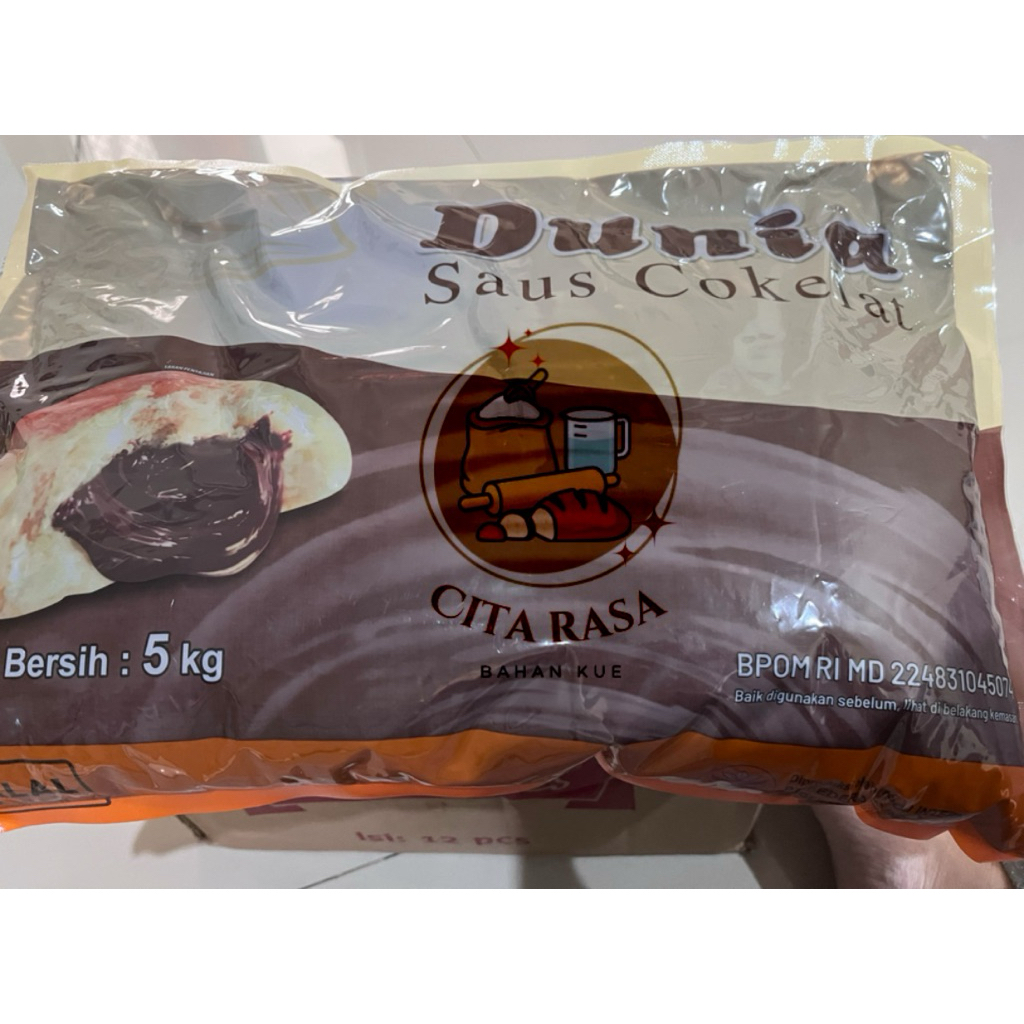 Dunia
Saus Cokelat
CITA RASA
BAHAN KUE
Bersih : 5 kg
BPOM RI MD 22483104507
Baik digunakan sebelum, lihat di belakang kemasan
Isi: 12 pcs